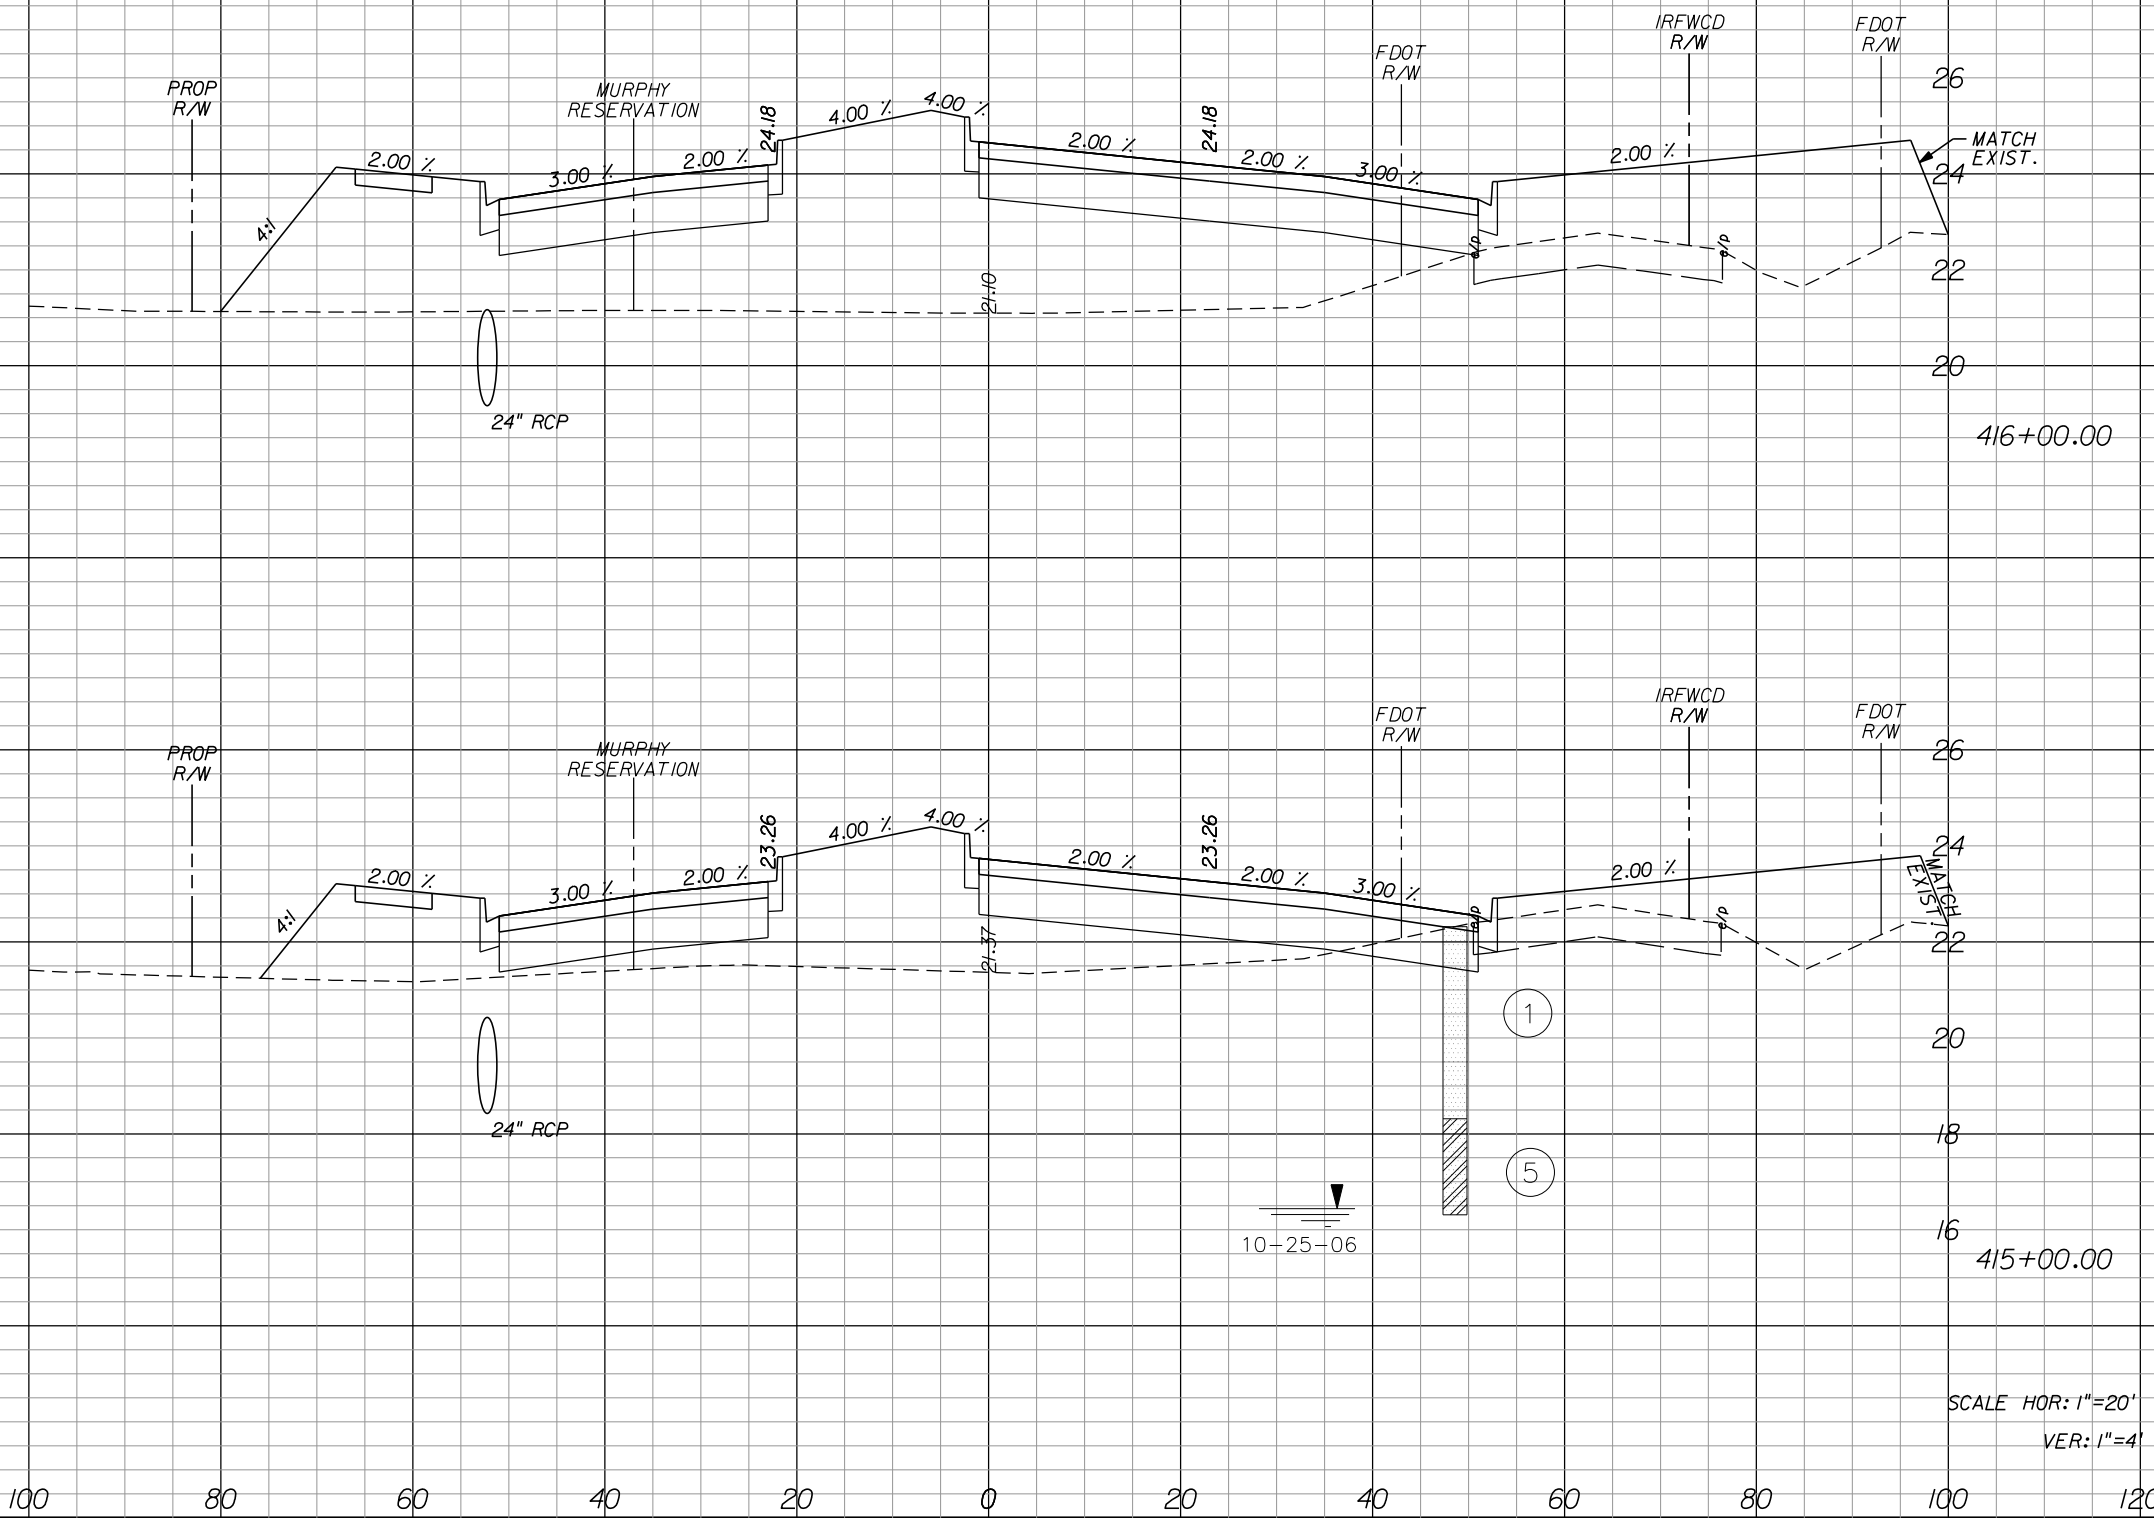 IRFWCD
R/W
FDOT
R/W
FDOT
R/W
26
PROP
R/W
MURPHY
RESERVATION
24.18
4.00 %
4.00 %
2.00 %
24.18
2.00 %
3.00 %
2.00 %
MATCH
EXIST.
24
2.00 %
3.00 %
2.00 %
4:1
e/p
e/p
22
21.10
20
24" RCP
416+00.00
IRFWCD
R/W
FDOT
R/W
FDOT
R/W
26
PROP
R/W
MURPHY
RESERVATION
23.26
4.00 %
4.00 %
2.00 %
23.26
2.00 %
3.00 %
2.00 %
24
MATCH
EXIST.
2.00 %
3.00 %
2.00 %
4:1
e/p
e/p
22
21.37
1
20
24" RCP
18
5
16
10-25-06
415+00.00
SCALE HOR: 1"=20'
VER: 1"=4'
100 80 60 40 20 0 20 40 60 80 100 120